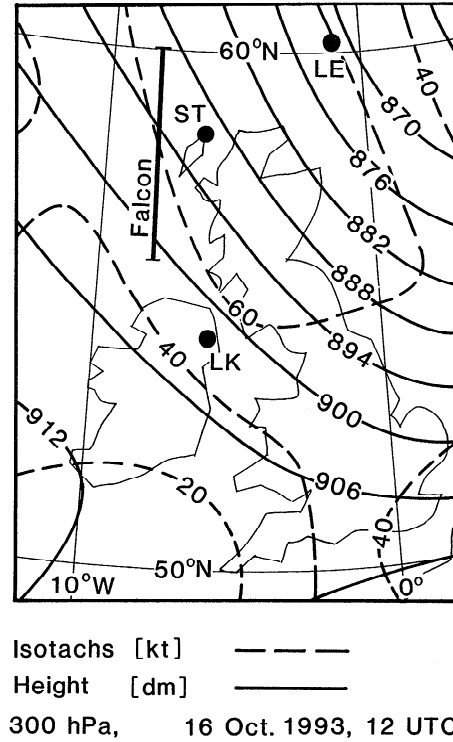 60°N
LE
40
870
ST
876
Falcon
882
888
60
894
LK
40
900
912
906
20
40
50°N
10°W
0°
Isotachs [kt]
Height [dm]
300 hPa, 16 Oct. 1993, 12 UTC